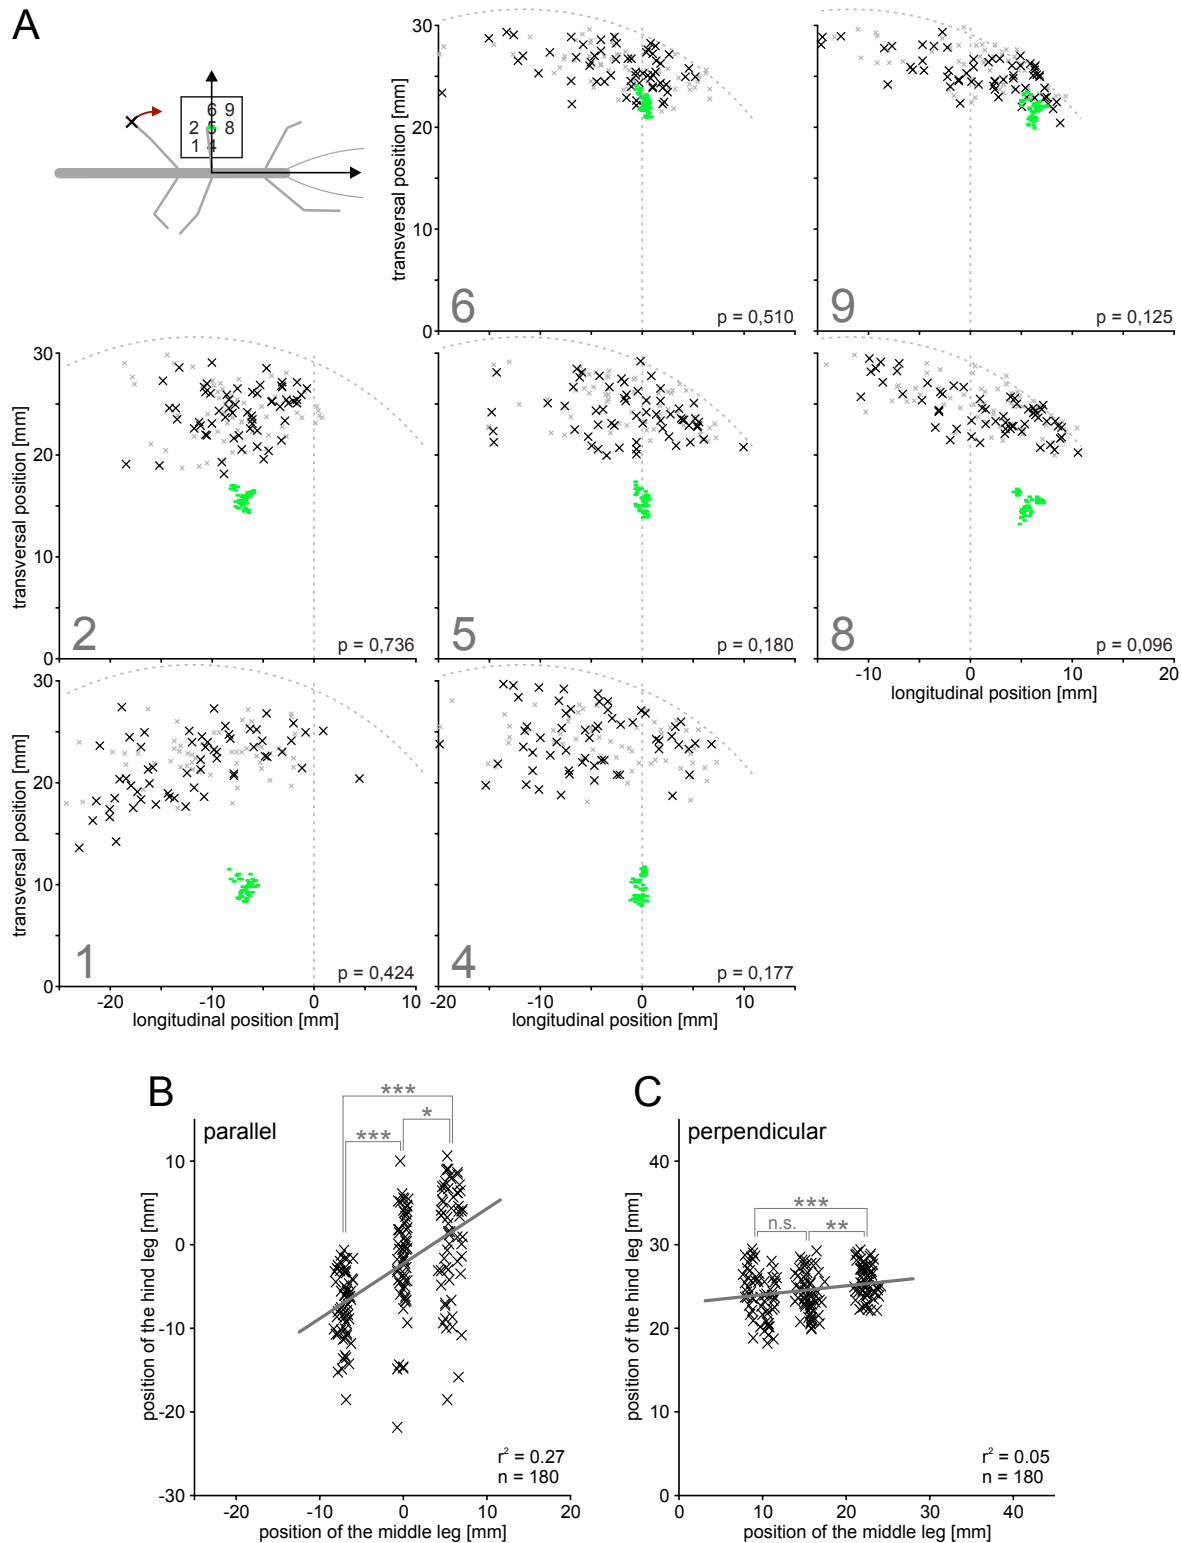 A
6 9
2 5 8
1 4
transversal position [mm]
30
20
10
0
6
p = 0,510
9
p = 0,125
transversal position [mm]
30
20
10
0
2
p = 0,736
5
p = 0,180
8
p = 0,096
-10 0 10 20
longitudinal position [mm]
transversal position [mm]
30
20
10
0
1
p = 0,424
4
p = 0,177
-20 -10 0 10
longitudinal position [mm]
-20 -10 0 10
longitudinal position [mm]
B
parallel
***
***
*
position of the hind leg [mm]
10
0
-10
-20
-30
r² = 0.27
n = 180
-20 -10 0 10 20
position of the middle leg [mm]
C
perpendicular
***
n.s.
**
position of the hind leg [mm]
40
30
20
10
0
r² = 0.05
n = 180
0 10 20 30 40
position of the middle leg [mm]